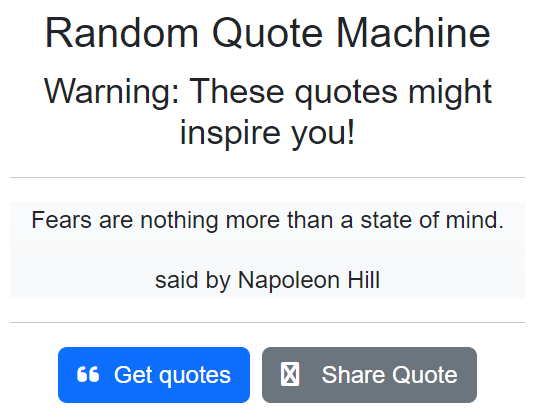 Random Quote Machine
Warning: These quotes might
inspire you!
Fears are nothing more than a state of mind.
said by Napoleon Hill
Get quotes
Share Quote